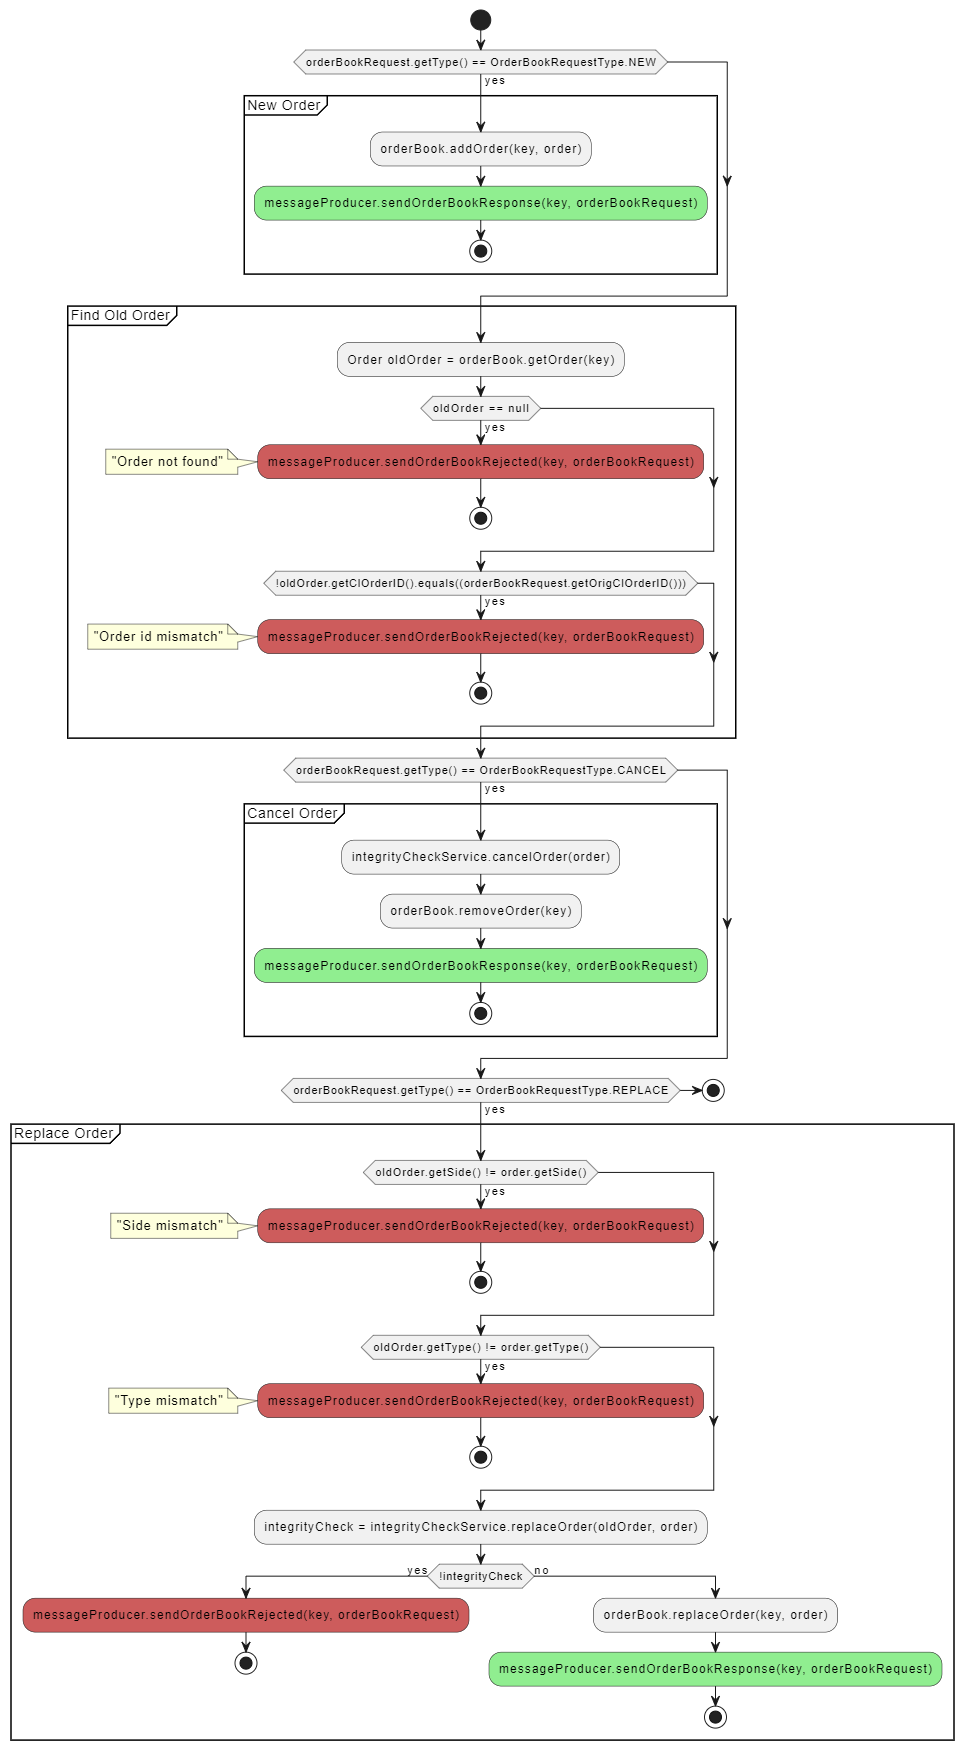 orderBookRequest.getType() == OrderBookRequestType.NEW
yes
New Order
orderBook.addOrder(key, order)
messageProducer.sendOrderBookResponse(key, orderBookRequest)
Find Old Order
Order oldOrder = orderBook.getOrder(key)
oldOrder == null
yes
"Order not found"
messageProducer.sendOrderBookRejected(key, orderBookRequest)
!oldOrder.getClOrderID().equals((orderBookRequest.getOrigClOrderID()))
yes
"Order id mismatch"
messageProducer.sendOrderBookRejected(key, orderBookRequest)
orderBookRequest.getType() == OrderBookRequestType.CANCEL
yes
Cancel Order
integrityCheckService.cancelOrder(order)
orderBook.removeOrder(key)
messageProducer.sendOrderBookResponse(key, orderBookRequest)
orderBookRequest.getType() == OrderBookRequestType.REPLACE
yes
Replace Order
oldOrder.getSide() != order.getSide()
yes
"Side mismatch"
messageProducer.sendOrderBookRejected(key, orderBookRequest)
oldOrder.getType() != order.getType()
yes
"Type mismatch"
messageProducer.sendOrderBookRejected(key, orderBookRequest)
integrityCheck = integrityCheckService.replaceOrder(oldOrder, order)
yes
!integrityCheck
no
messageProducer.sendOrderBookRejected(key, orderBookRequest)
orderBook.replaceOrder(key, order)
messageProducer.sendOrderBookResponse(key, orderBookRequest)